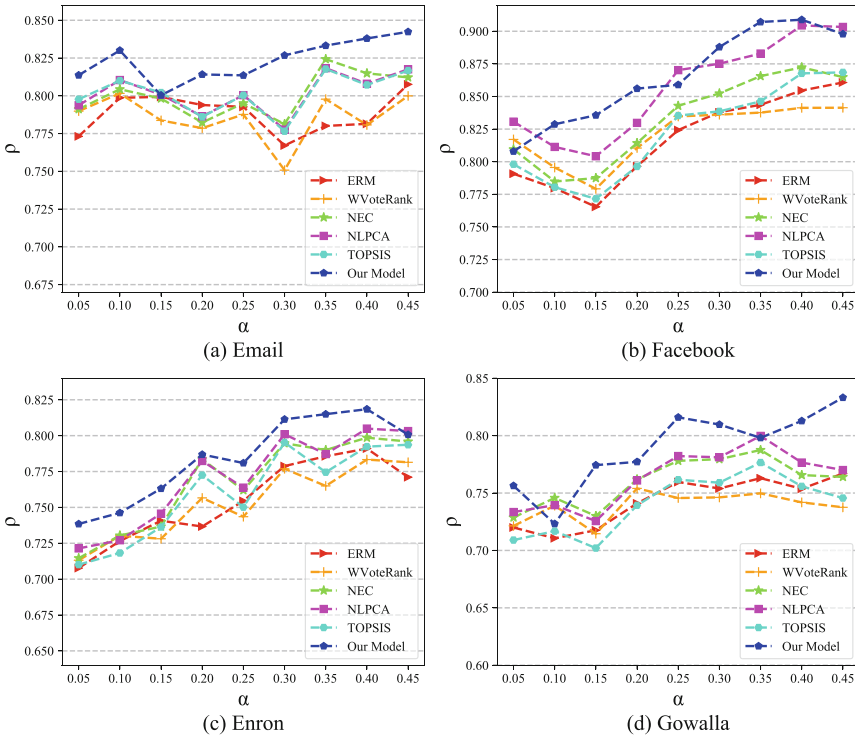 0.850
0.825
0.800
0.775
0.750
0.725
0.700
0.675
ρ
0.05 0.10 0.15 0.20 0.25 0.30 0.35 0.40 0.45
α
ERM
WVoteRank
NEC
NLPCA
TOPSIS
Our Model
(a) Email
0.900
0.875
0.850
0.825
0.800
0.775
0.750
0.725
0.700
ρ
0.05 0.10 0.15 0.20 0.25 0.30 0.35 0.40 0.45
α
ERM
WVoteRank
NEC
NLPCA
TOPSIS
Our Model
(b) Facebook
0.825
0.800
0.775
0.750
0.725
0.700
0.675
0.650
ρ
0.05 0.10 0.15 0.20 0.25 0.30 0.35 0.40 0.45
α
ERM
WVoteRank
NEC
NLPCA
TOPSIS
Our Model
(c) Enron
0.85
0.80
0.75
0.70
0.65
0.60
ρ
0.05 0.10 0.15 0.20 0.25 0.30 0.35 0.40 0.45
α
ERM
WVoteRank
NEC
NLPCA
TOPSIS
Our Model
(d) Gowalla